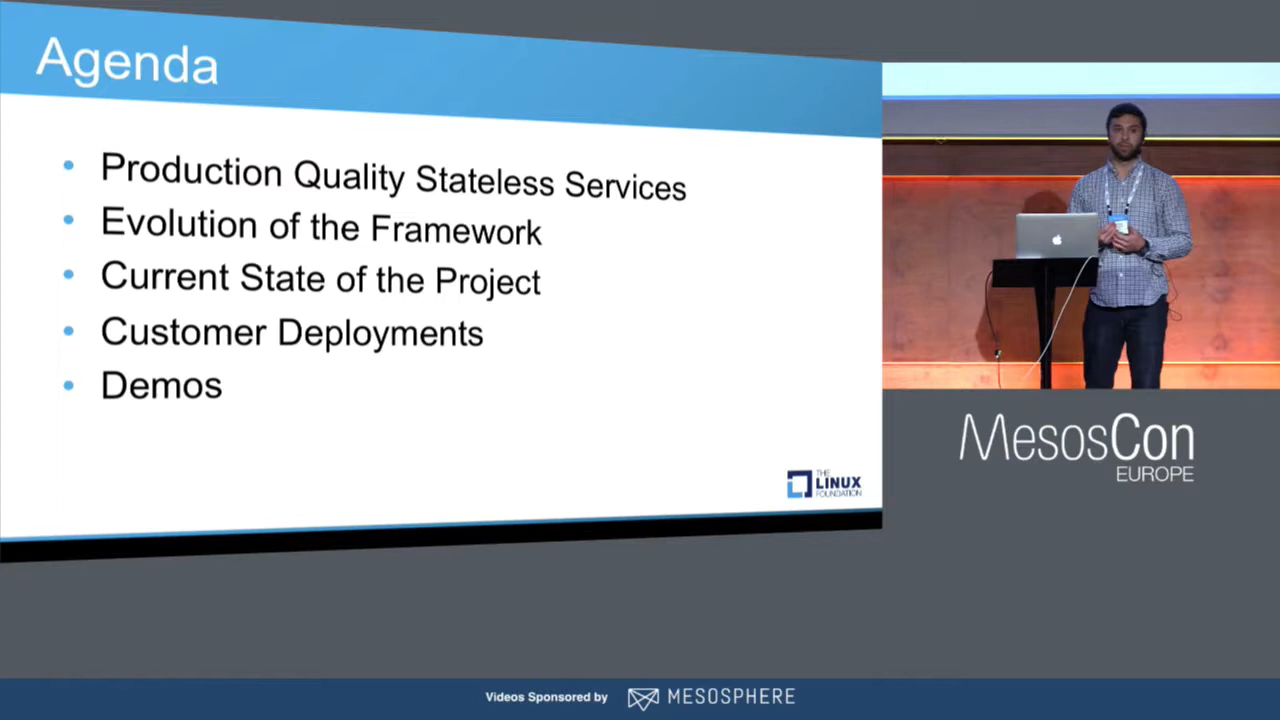 Agenda
Production Quality Stateless Services
Evolution of the Framework
Current State of the Project
Customer Deployments
Demos
THE
LINUX
FOUNDATION
MesosCon
EUROPE
Videos Sponsored by MESOSPHERE